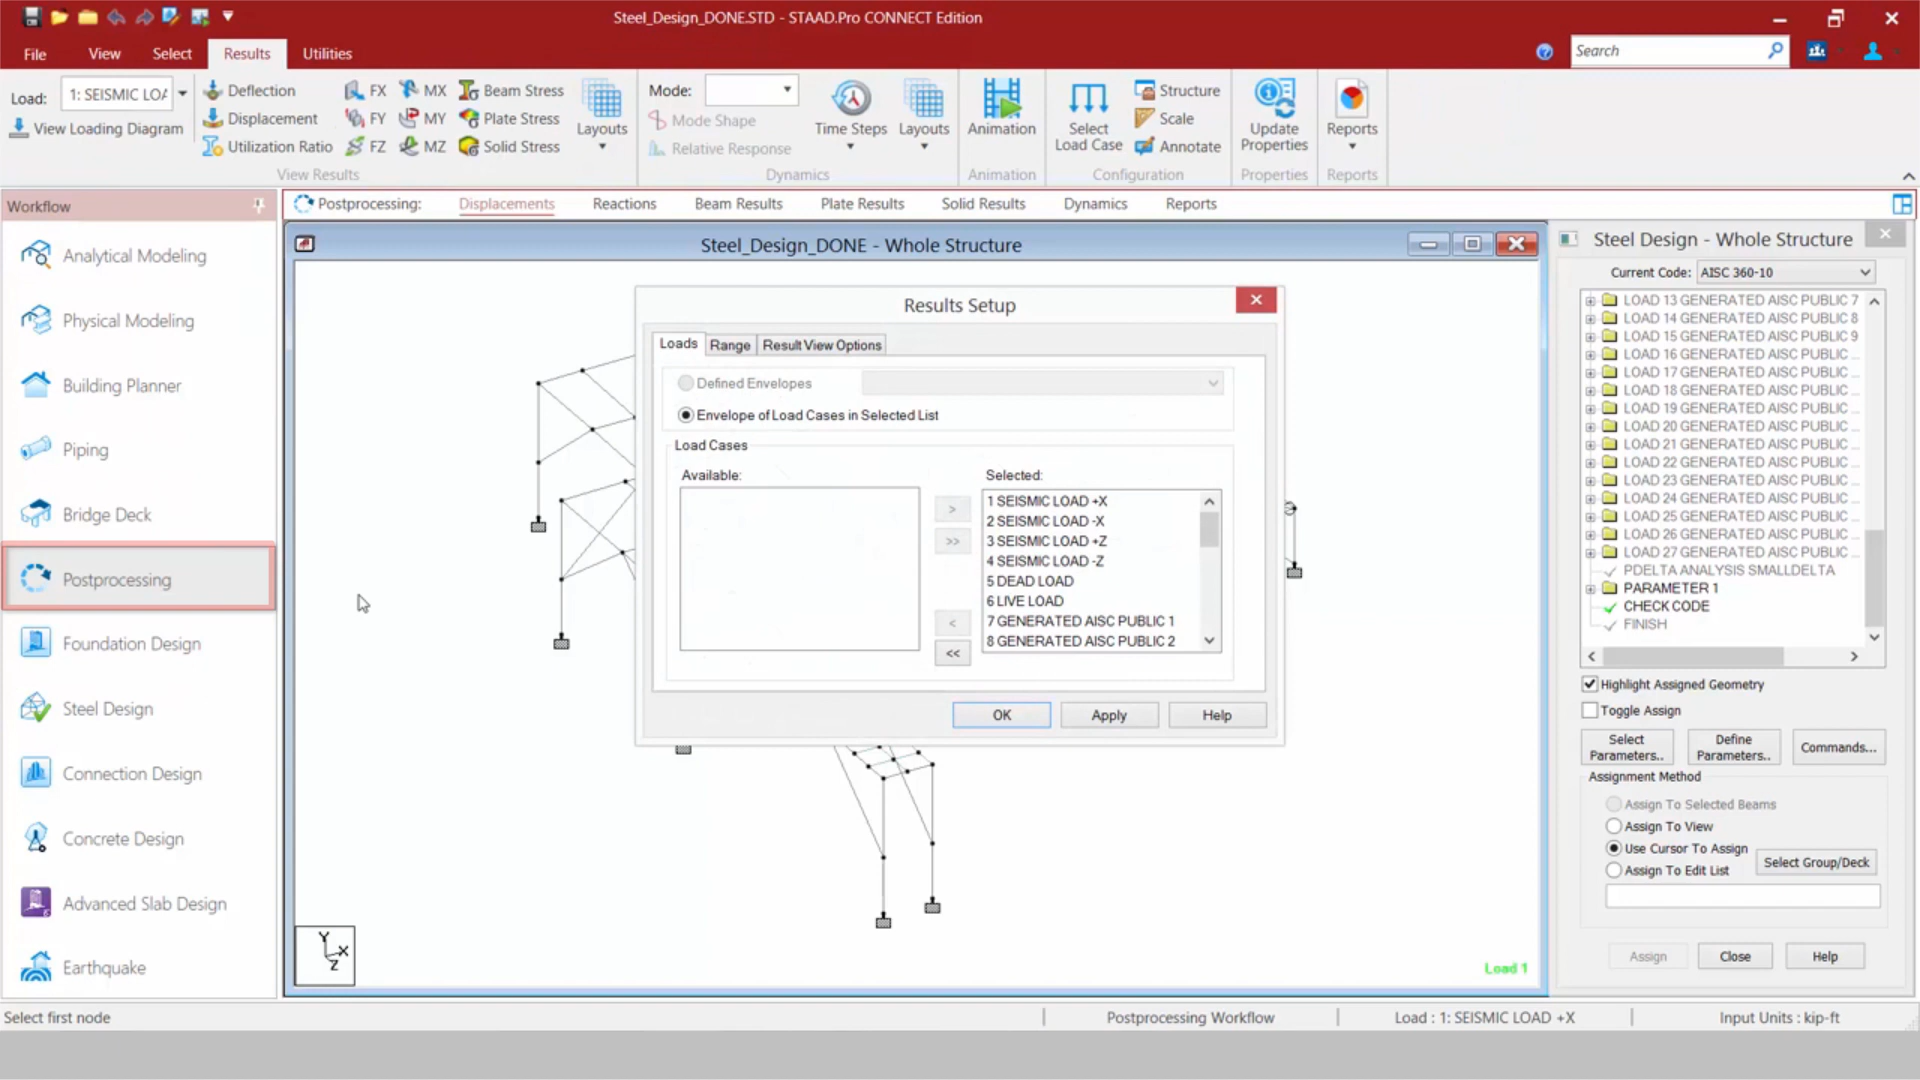 Steel_Design_DONE.STD - STAAD.Pro CONNECT Edition
File View Select Results Utilities Search
Load: 1: SEISMIC LOA
View Loading Diagram
Deflection
Displacement
Utilization Ratio
FX MX
FY MY
FZ MZ
Beam Stress
Plate Stress
Solid Stress
Layouts
View Results
Mode:
Mode Shape
Relative Response
Time Steps
Layouts
Dynamics
Animation
Animation
Select
Load Case
Structure
Scale
Annotate
Configuration
Update
Properties
Properties
Reports
Reports
Workflow
Postprocessing: Displacements Reactions Beam Results Plate Results Solid Results Dynamics Reports
Analytical Modeling
Physical Modeling
Building Planner
Piping
Bridge Deck
Postprocessing
Foundation Design
Steel Design
Connection Design
Concrete Design
Advanced Slab Design
Earthquake
Steel_Design_DONE - Whole Structure
Results Setup
Loads Range Result View Options
Defined Envelopes
Envelope of Load Cases in Selected List
Load Cases
Available:
Selected:
>
>>
<
<<
1 SEISMIC LOAD +X
2 SEISMIC LOAD -X
3 SEISMIC LOAD +Z
4 SEISMIC LOAD -Z
5 DEAD LOAD
6 LIVE LOAD
7 GENERATED AISC PUBLIC 1
8 GENERATED AISC PUBLIC 2
OK Apply Help
Y
X
Z
Load 1
Steel Design - Whole Structure
Current Code: AISC 360-10
LOAD 13 GENERATED AISC PUBLIC 7
LOAD 14 GENERATED AISC PUBLIC 8
LOAD 15 GENERATED AISC PUBLIC 9
LOAD 16 GENERATED AISC PUBLIC ...
LOAD 17 GENERATED AISC PUBLIC ...
LOAD 18 GENERATED AISC PUBLIC ...
LOAD 19 GENERATED AISC PUBLIC ...
LOAD 20 GENERATED AISC PUBLIC ...
LOAD 21 GENERATED AISC PUBLIC ...
LOAD 22 GENERATED AISC PUBLIC ...
LOAD 23 GENERATED AISC PUBLIC ...
LOAD 24 GENERATED AISC PUBLIC ...
LOAD 25 GENERATED AISC PUBLIC ...
LOAD 26 GENERATED AISC PUBLIC ...
LOAD 27 GENERATED AISC PUBLIC ...
PDELTA ANALYSIS SMALLDELTA
PARAMETER 1
CHECK CODE
FINISH
Highlight Assigned Geometry
Toggle Assign
Select
Parameters..
Define
Parameters..
Commands...
Assignment Method
Assign To Selected Beams
Assign To View
Use Cursor To Assign
Assign To Edit List
Select Group/Deck
Assign Close Help
Select first node
Postprocessing Workflow
Load : 1: SEISMIC LOAD +X
Input Units : kip-ft